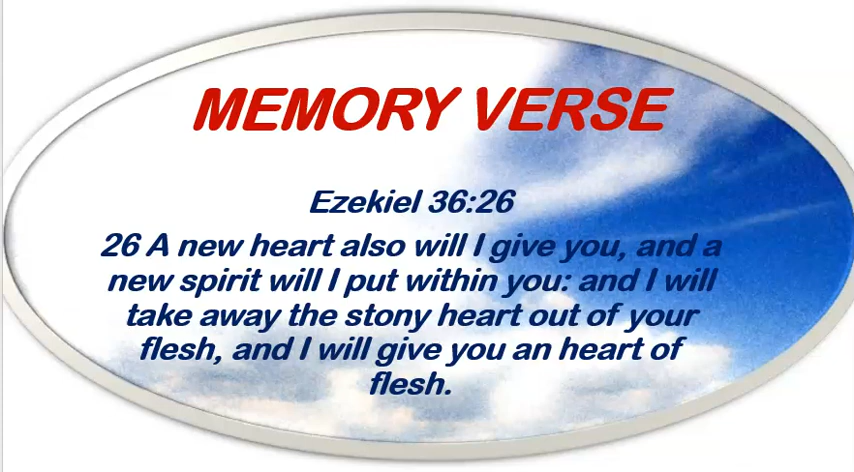 MEMORY VERSE
Ezekiel 36:26
26 A new heart also will I give you, and a
new spirit will I put within you: and I will
take away the stony heart out of your
flesh, and I will give you an heart of
flesh.